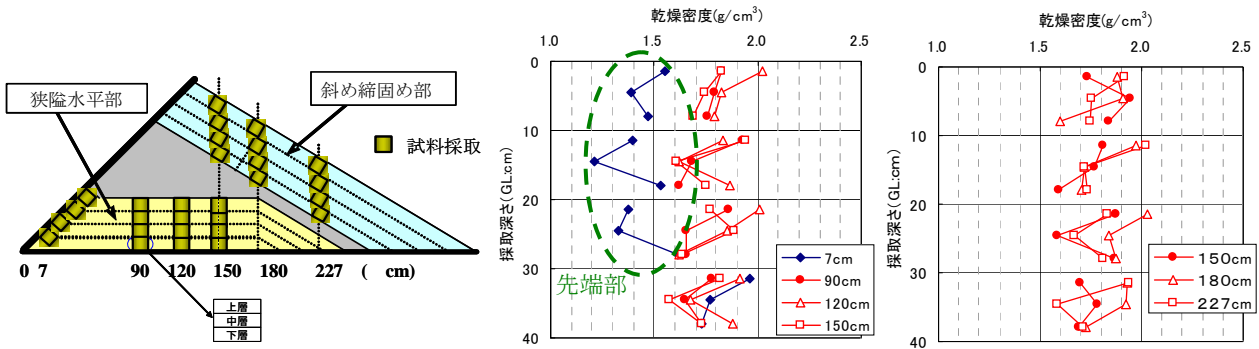 狭隘水平部
斜め締固め部
試料採取
0 7 90 120 150 180 227 ( cm)
上層
中層
下層
乾燥密度(g/cm³)
1.0 1.5 2.0 2.5
0
10
20
30
40
採取深さ(GL:cm)
先端部
7cm
90cm
120cm
150cm
乾燥密度(g/cm³)
1.0 1.5 2.0 2.5
0
10
20
30
40
採取深さ(GL:cm)
150cm
180cm
227cm